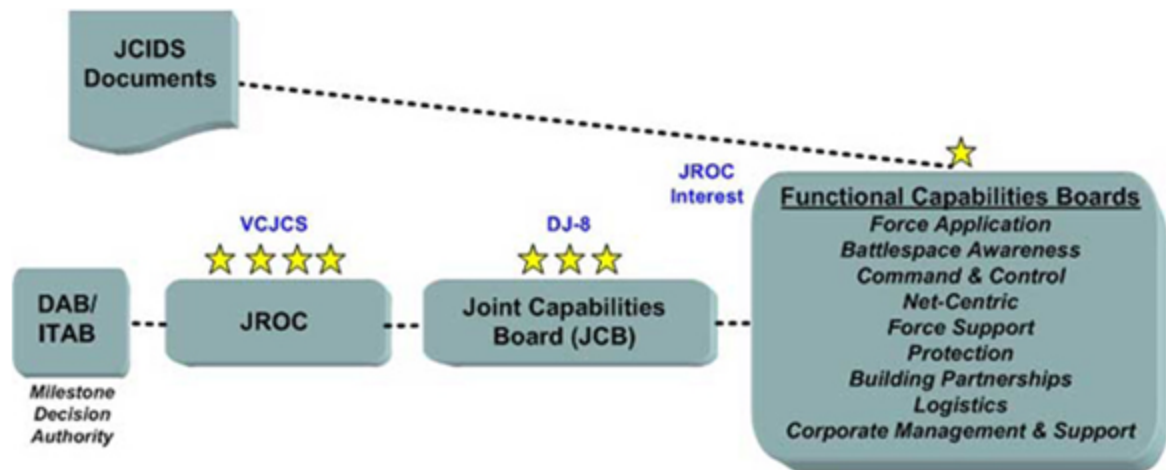 JCIDS
Documents
JROC
Interest
Functional Capabilities Boards
Force Application
Battlespace Awareness
Command & Control
Net-Centric
Force Support
Protection
Building Partnerships
Logistics
Corporate Management & Support
VCJCS
DJ-8
DAB/
ITAB
JROC
Joint Capabilities
Board (JCB)
Milestone
Decision
Authority